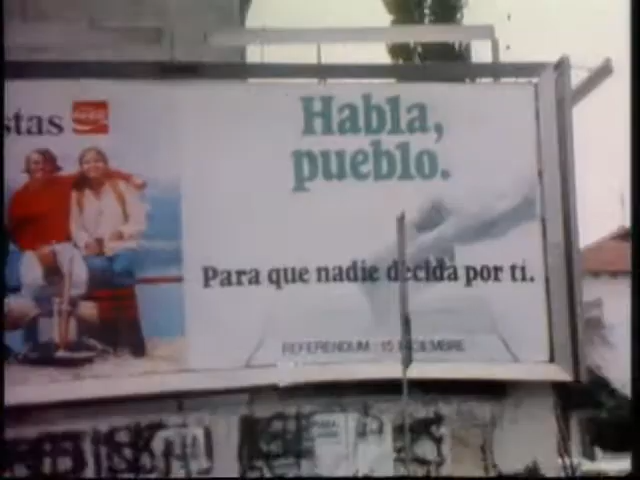 stas
Habla,
pueblo.
Para que nadie decida por ti.
REFERENDUM : 15 DICIEMBRE